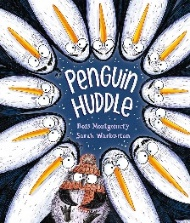 PENGUIN
HUDDLE
Ross Montgomery
Sarah Warburton